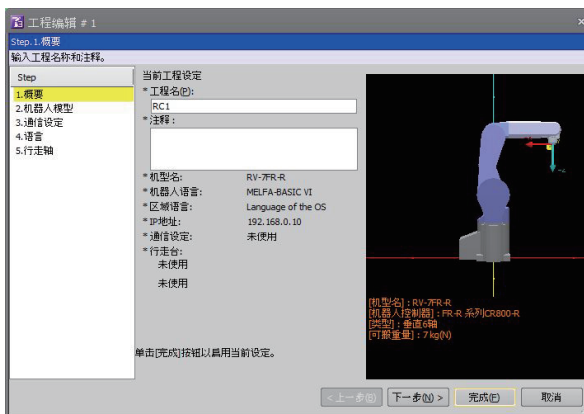 工程编辑 # 1
Step.1.概要
输入工程名称和注释。
Step
1.概要
2.机器人模型
3.通信设定
4.语言
5.行走轴
当前工程设定
*工程名(P):
RC1
*注释:
*机型名: RV-7FR-R
*机器人语言: MELFA-BASIC VI
*区域语言: Language of the OS
*IP地址: 192.168.0.10
*通信设定: 未使用
*行走台:
未使用
未使用
单击[完成]按钮以启用当前设定。
[机型名] : RV-7FR-R
[机器人控制器] : FR-R 系列CR800-R
[类型] : 垂直6轴
[可搬重量] : 7 kg(N)
< 上一步(B)
下一步(N) >
完成(F)
取消